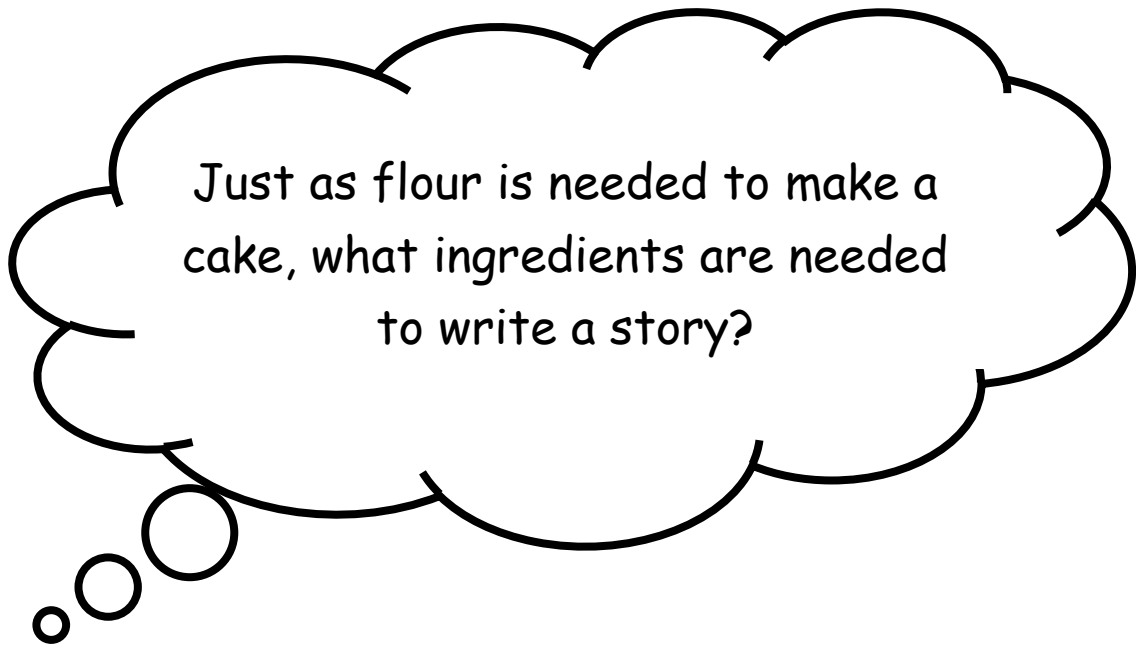 Just as flour is needed to make a
cake, what ingredients are needed
to write a story?